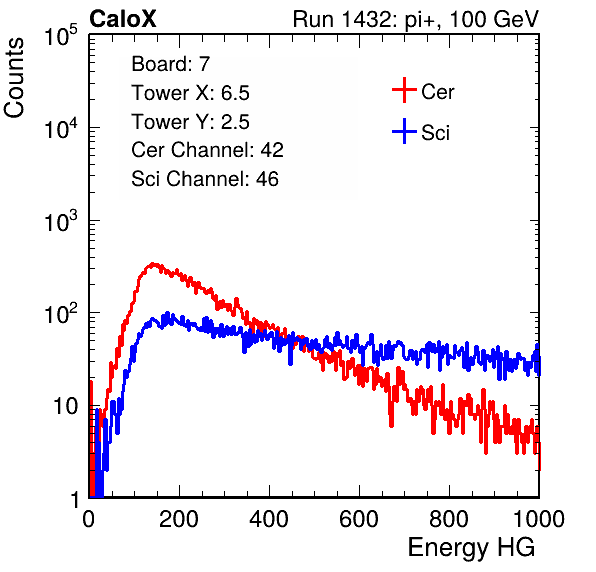 CaloX Run 1432: pi+, 100 GeV
Board: 7
Tower X: 6.5
Tower Y: 2.5
Cer Channel: 42
Sci Channel: 46
Cer
Sci
Counts
10^5
10^4
10^3
10^2
10
1
0 200 400 600 800 1000
Energy HG